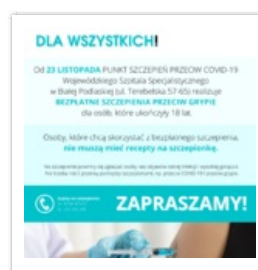 DLA WSZYSTKICH!
Od 23 LISTOPADA PUNKT SZCZEPIEŃ PRZECIW COVID-19
Wojewódzkiego Szpitala Specjalistycznego
w Białej Podlaskiej (ul. Terebelska 57-65) realizuje
BEZPŁATNE SZCZEPIENIA PRZECIW GRYPIE
dla osób, które ukończyły 18 lat.
Osoby, które chcą skorzystać z bezpłatnego szczepienia,
nie muszą mieć recepty na szczepionkę.
ZAPRASZAMY!